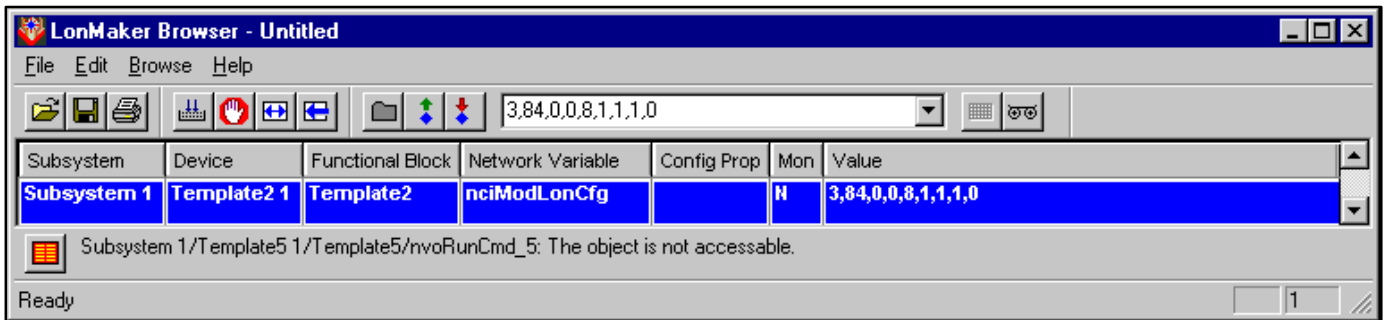 LonMaker Browser - Untitled
File Edit Browse Help
3,84,0,0,8,1,1,1,0
Subsystem Device Functional Block Network Variable Config Prop Mon Value
Subsystem 1 Template2 1 Template2 nciModLonCfg N 3,84,0,0,8,1,1,1,0
Subsystem 1/Template5 1/Template5/nvoRunCmd_5: The object is not accessable.
Ready 1